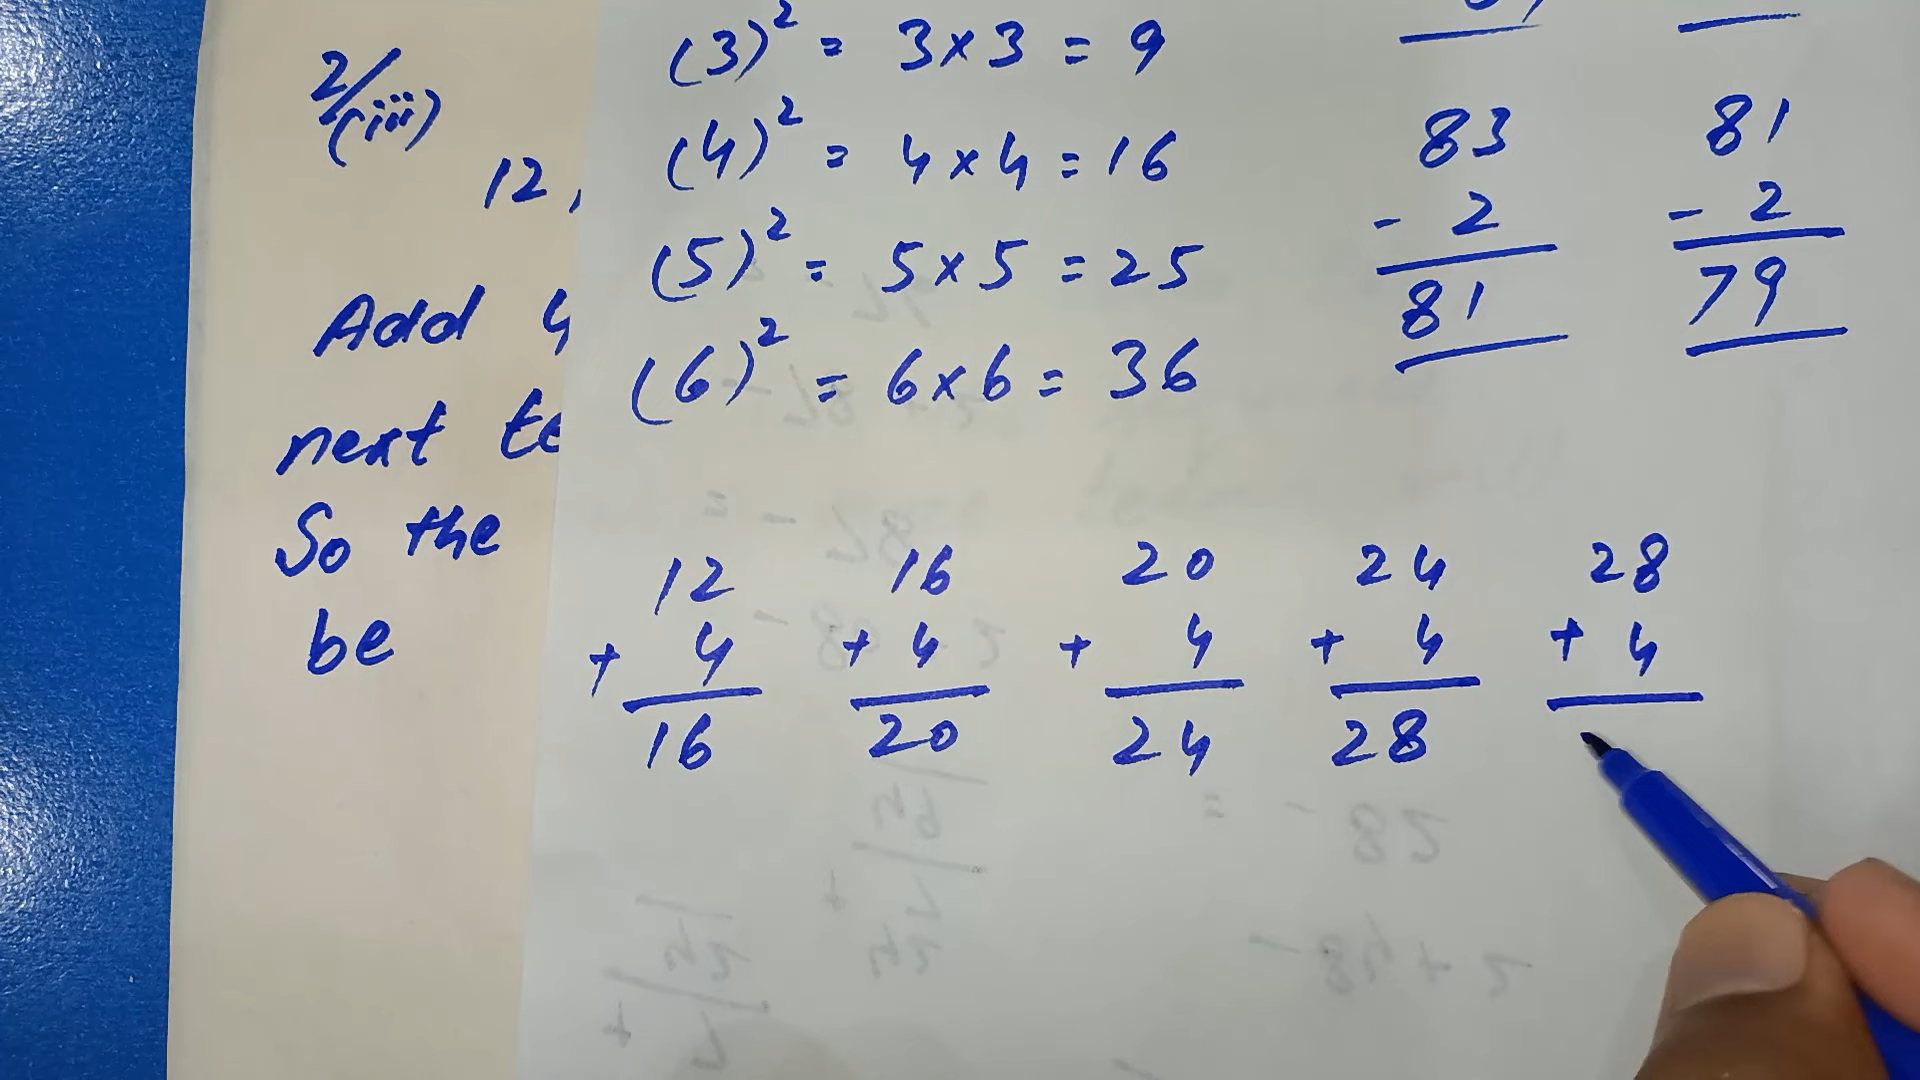 2/(iii)
12,
Add 4
next te
So the
be
(3)² = 3×3 = 9
(4)² = 4×4 = 16
(5)² = 5×5 = 25
(6)² = 6×6 = 36
83
- 2
81
81
- 2
79
12
+ 4
16
16
+ 4
20
20
+ 4
24
24
+ 4
28
28
+ 4